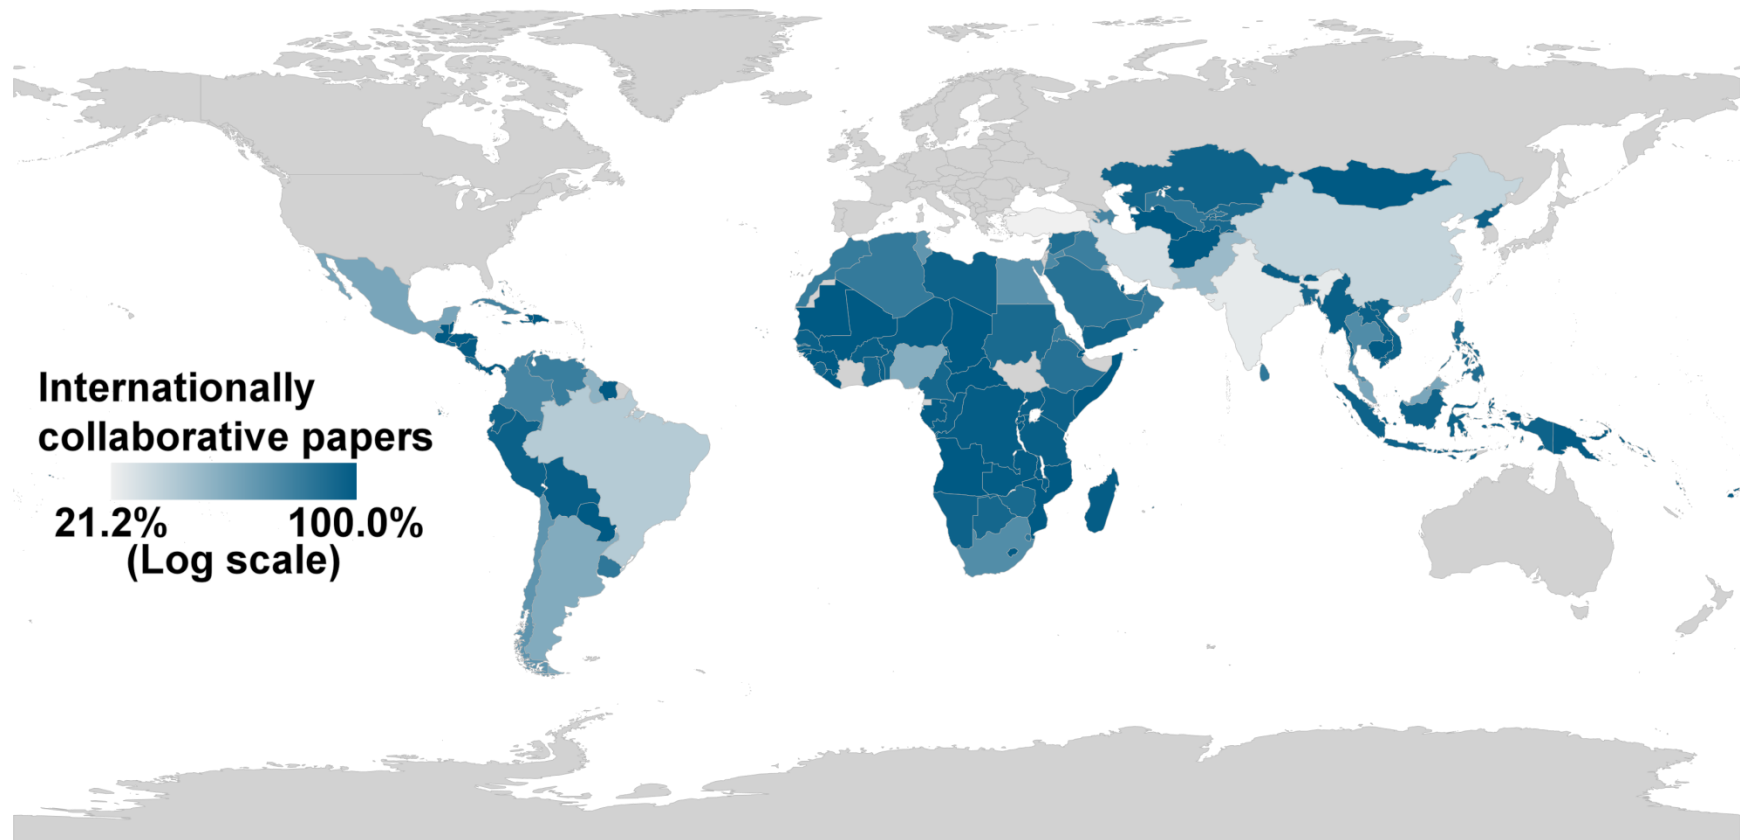 Internationally
collaborative papers
21.2% 100.0%
(Log scale)